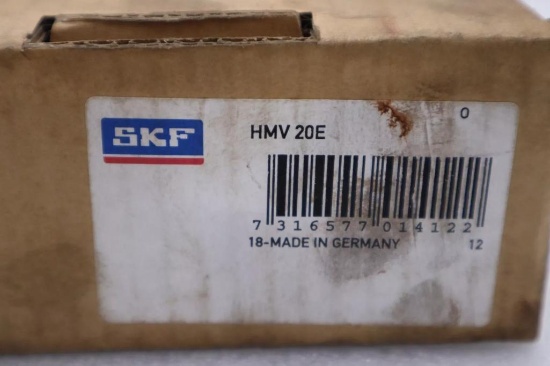 0
SKF HMV 20E
7 316577 014122
18-MADE IN GERMANY 12